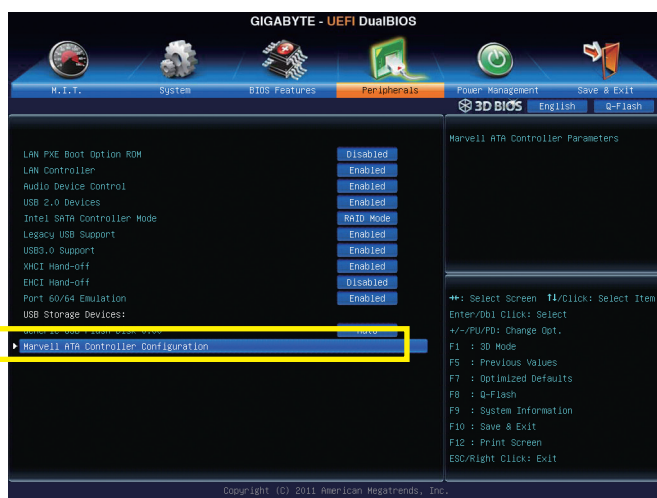 GIGABYTE - UEFI DualBIOS
M.I.T. System BIOS Features Peripherals Power Management Save & Exit
3D BIOS English Q-Flash
Marvell ATA Controller Parameters
LAN PXE Boot Option ROM Disabled
LAN Controller Enabled
Audio Device Control Enabled
USB 2.0 Devices Enabled
Intel SATA Controller Mode RAID Mode
Legacy USB Support Enabled
USB3.0 Support Enabled
XHCI Hand-off Enabled
EHCI Hand-off Disabled
Port 60/64 Emulation Enabled
USB Storage Devices:
Generic USB Flash Disk Auto
Marvell ATA Controller Configuration
↔: Select Screen ↑↓/Click: Select Item
Enter/Dbl Click: Select
+/-/PU/PD: Change Opt.
F1 : 3D Mode
F5 : Previous Values
F7 : Optimized Defaults
F8 : Q-Flash
F9 : System Information
F10 : Save & Exit
F12 : Print Screen
ESC/Right Click: Exit
Copyright (C) 2011 American Megatrends, Inc.